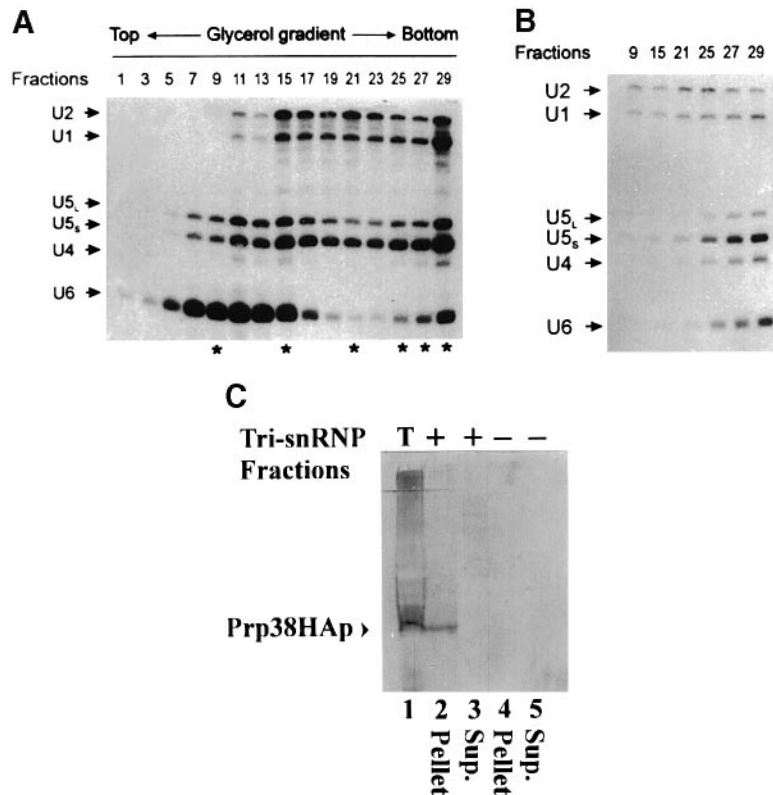 A
Top ← Glycerol gradient → Bottom
Fractions 1 3 5 7 9 11 13 15 17 19 21 23 25 27 29
U2
U1
U5L
U5s
U4
U6
* * * * * *
B
Fractions 9 15 21 25 27 29
U2
U1
U5L
U5s
U4
U6
C
Tri-snRNP T + + – –
Fractions
Prp38HAp ›
1 2 3 4 5
Pellet Sup. Pellet Sup.